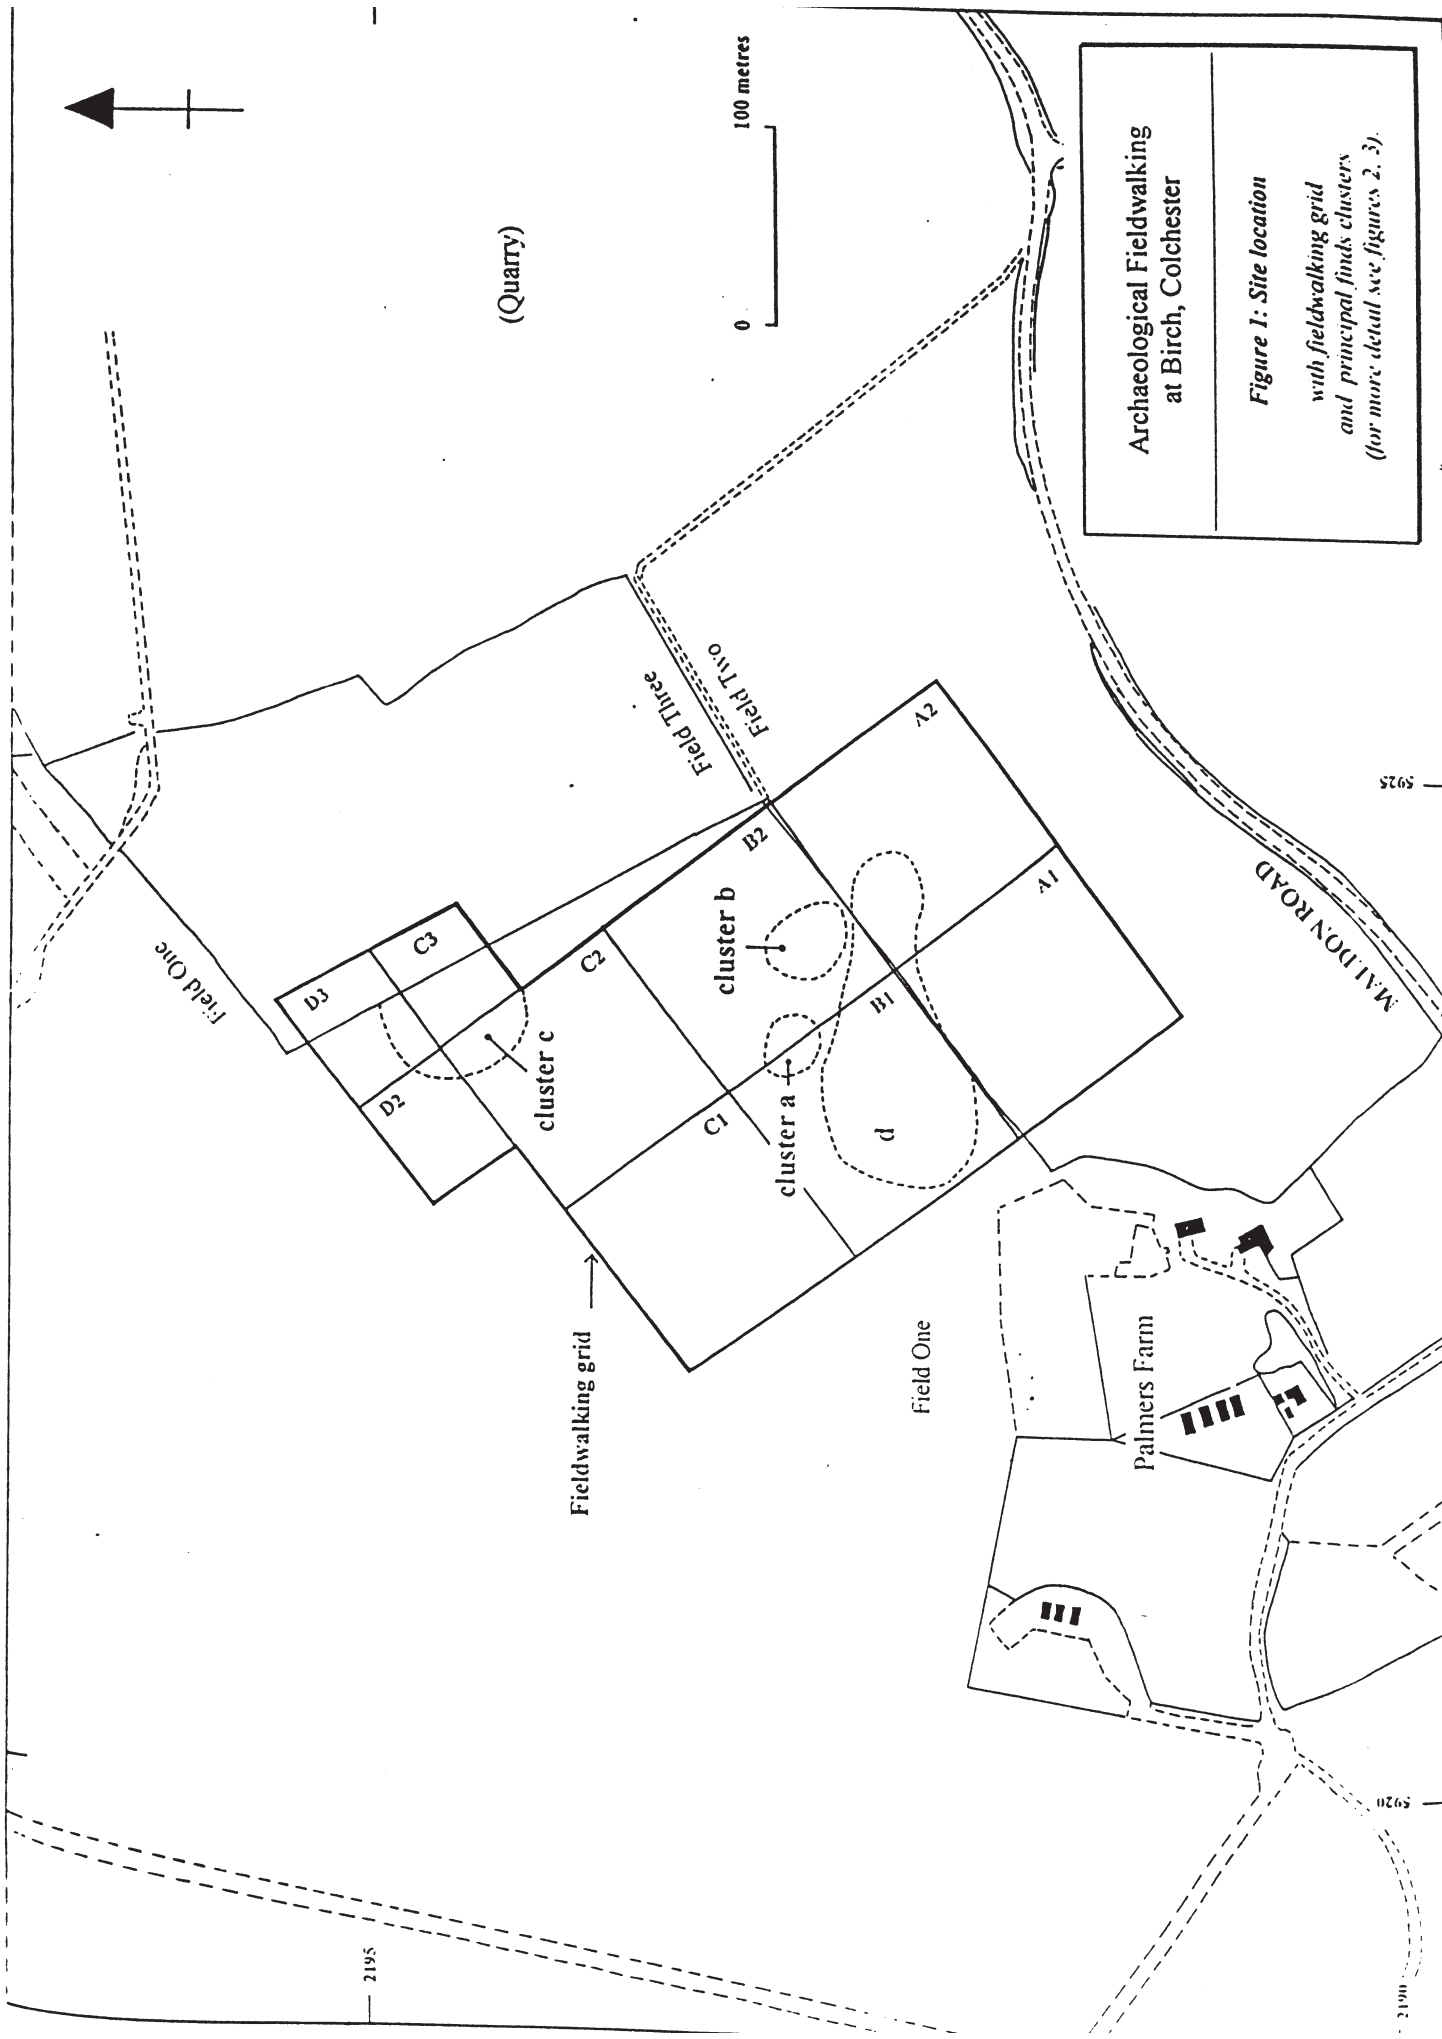 Archaeological Fieldwalking
at Birch, Colchester
Figure 1: Site location
with fieldwalking grid
and principal finds clusters
(for more detail see figures 2, 3).
(Quarry)
0
100 metres
Field One
Field Three
Field Two
D3
C3
D2
C2
B2
A2
C1
B1
A1
cluster c
cluster b
cluster a
d
Fieldwalking grid
Field One
Palmers Farm
MALDON ROAD
2195
2190
5920
5925